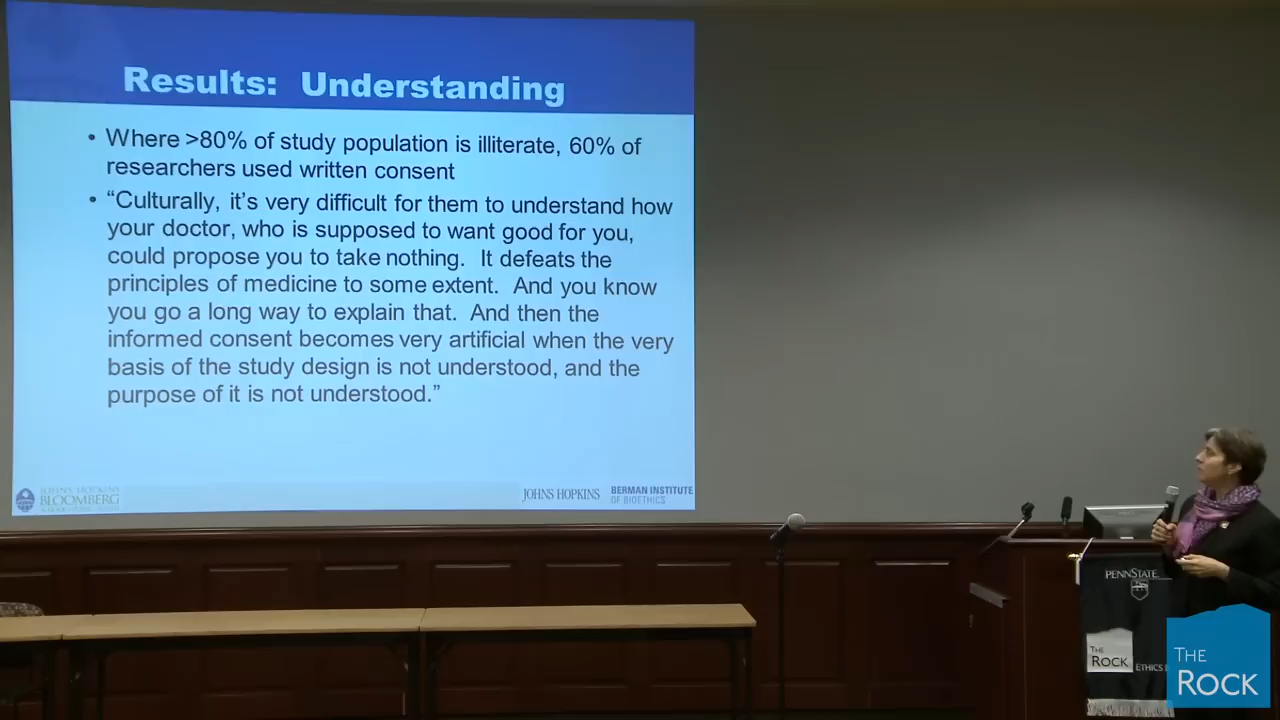 Results: Understanding
• Where >80% of study population is illiterate, 60% of
researchers used written consent
• “Culturally, it’s very difficult for them to understand how
your doctor, who is supposed to want good for you,
could propose you to take nothing. It defeats the
principles of medicine to some extent. And you know
you go a long way to explain that. And then the
informed consent becomes very artificial when the very
basis of the study design is not understood, and the
purpose of it is not understood.”
JOHNS HOPKINS
BLOOMBERG
JOHNS HOPKINS
BERMAN INSTITUTE
OF BIOETHICS
PENNSTATE
THE
ROCK
ETHICS
THE
ROCK